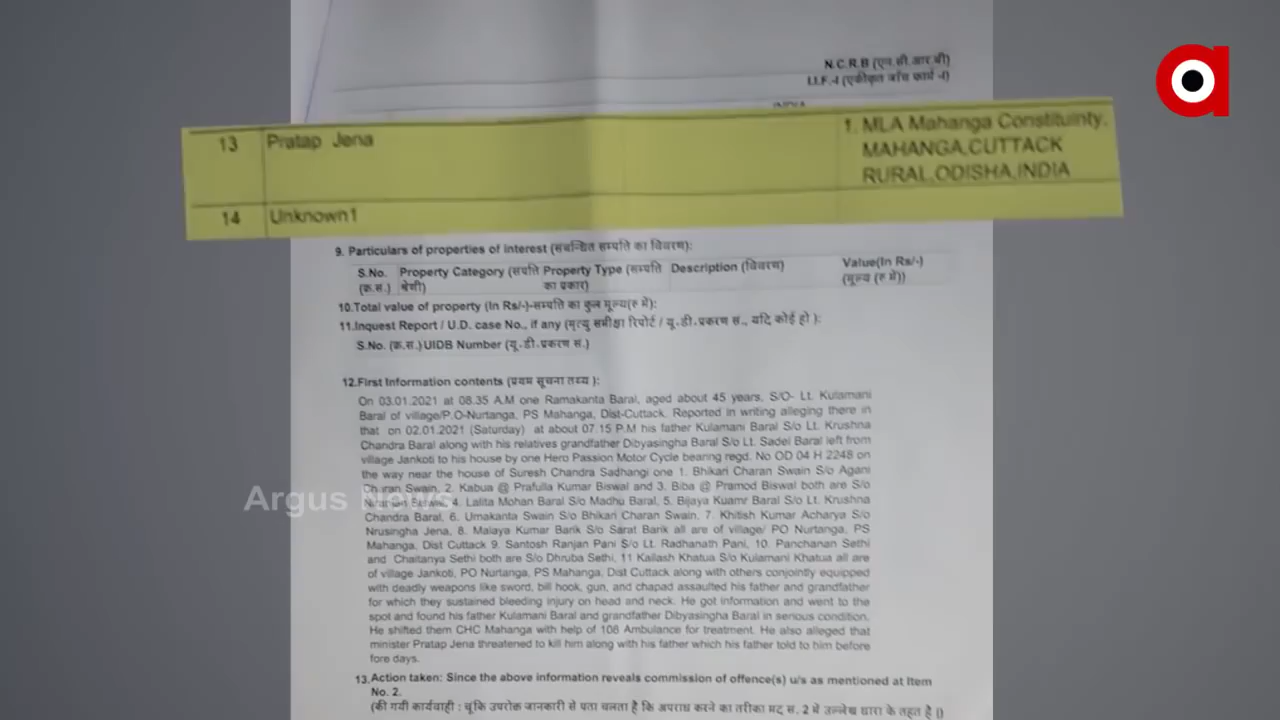 N.C.R.B (एन.सी.आर.बी)
I.I.F.-I (एकीकृत जाँच फार्म -I)
INDIA
13 Pratap Jena 1. MLA Mahanga Constituinty,
MAHANGA,CUTTACK
RURAL,ODISHA,INDIA
14 Unknown1
9. Particulars of properties of interest (संबन्धित सम्पत्ति का विवरण):
S.No. Property Category (संपत्ति Property Type (सम्पत्ति Description (विवरण) Value(In Rs/-)
(क.स.) श्रेणी) का प्रकार) (मूल्य (रु में))
10.Total value of property (In Rs/-)-सम्पत्ति का कुल मूल्य(रु में):
11.Inquest Report / U.D. case No., if any (मृत्यु समीक्षा रिपोर्ट / यू.डी.प्रकरण सं., यदि कोई हो ):
S.No. (क.स.) UIDB Number (यू.डी.प्रकरण सं.)
12.First Information contents (प्रथम सूचना तथ्य ):
On 03.01.2021 at 08.35 A.M one Ramakanta Baral, aged about 45 years, S/O- Lt. Kulamani
Baral of village/P.O-Nurtanga, PS Mahanga, Dist-Cuttack. Reported in writing alleging there in
that on 02.01.2021 (Saturday) at about 07.15 P.M his father Kulamani Baral S/o Lt. Krushna
Chandra Baral along with his relatives grandfather Dibyasingha Baral S/o Lt. Sadei Baral left from
village Jankoti to his house by one Hero Passion Motor Cycle bearing regd. No OD 04 H 2248 on
the way near the house of Suresh Chandra Sadhangi one 1. Bhikari Charan Swain S/o Agani
Charan Swain, 2. Kabua @ Prafulla Kumar Biswal and 3. Biba @ Pramod Biswal both are S/o
4. Lalita Mohan Baral S/o Madhu Baral, 5. Bijaya Kuamr Baral S/o Lt. Krushna
Chandra Baral, 6. Umakanta Swain S/o Bhikari Charan Swain, 7. Khitish Kumar Acharya S/o
Nrusingha Jena, 8. Malaya Kumar Barik S/o Sarat Barik all are of village/ PO Nurtanga, PS
Mahanga, Dist Cuttack 9. Santosh Ranjan Pani S/o Lt. Radhanath Pani, 10. Panchanan Sethi
and Chaitanya Sethi both are S/o Dhruba Sethi, 11 Kailash Khatua S/o Kulamani Khatua all are
of village Jankoti, PO Nurtanga, PS Mahanga, Dist Cuttack along with others conjointly equipped
with deadly weapons like sword, bill hook, gun, and chapad assaulted his father and grandfather
for which they sustained bleeding injury on head and neck. He got information and went to the
spot and found his father Kulamani Baral and grandfather Dibyasingha Baral in serious condition.
He shifted them CHC Mahanga with help of 108 Ambulance for treatment. He also alleged that
minister Pratap Jena threatened to kill him along with his father which his father told to him before
fore days.
13.Action taken: Since the above information reveals commission of offence(s) u/s as mentioned at Item
No. 2.
(की गयी कार्यवाही : चूंकि उपरोक्त जानकारी से पता चलता है कि अपराध करने का तरीका मद सं. 2 में उल्लेख धारा के तहत है |)
Argus News